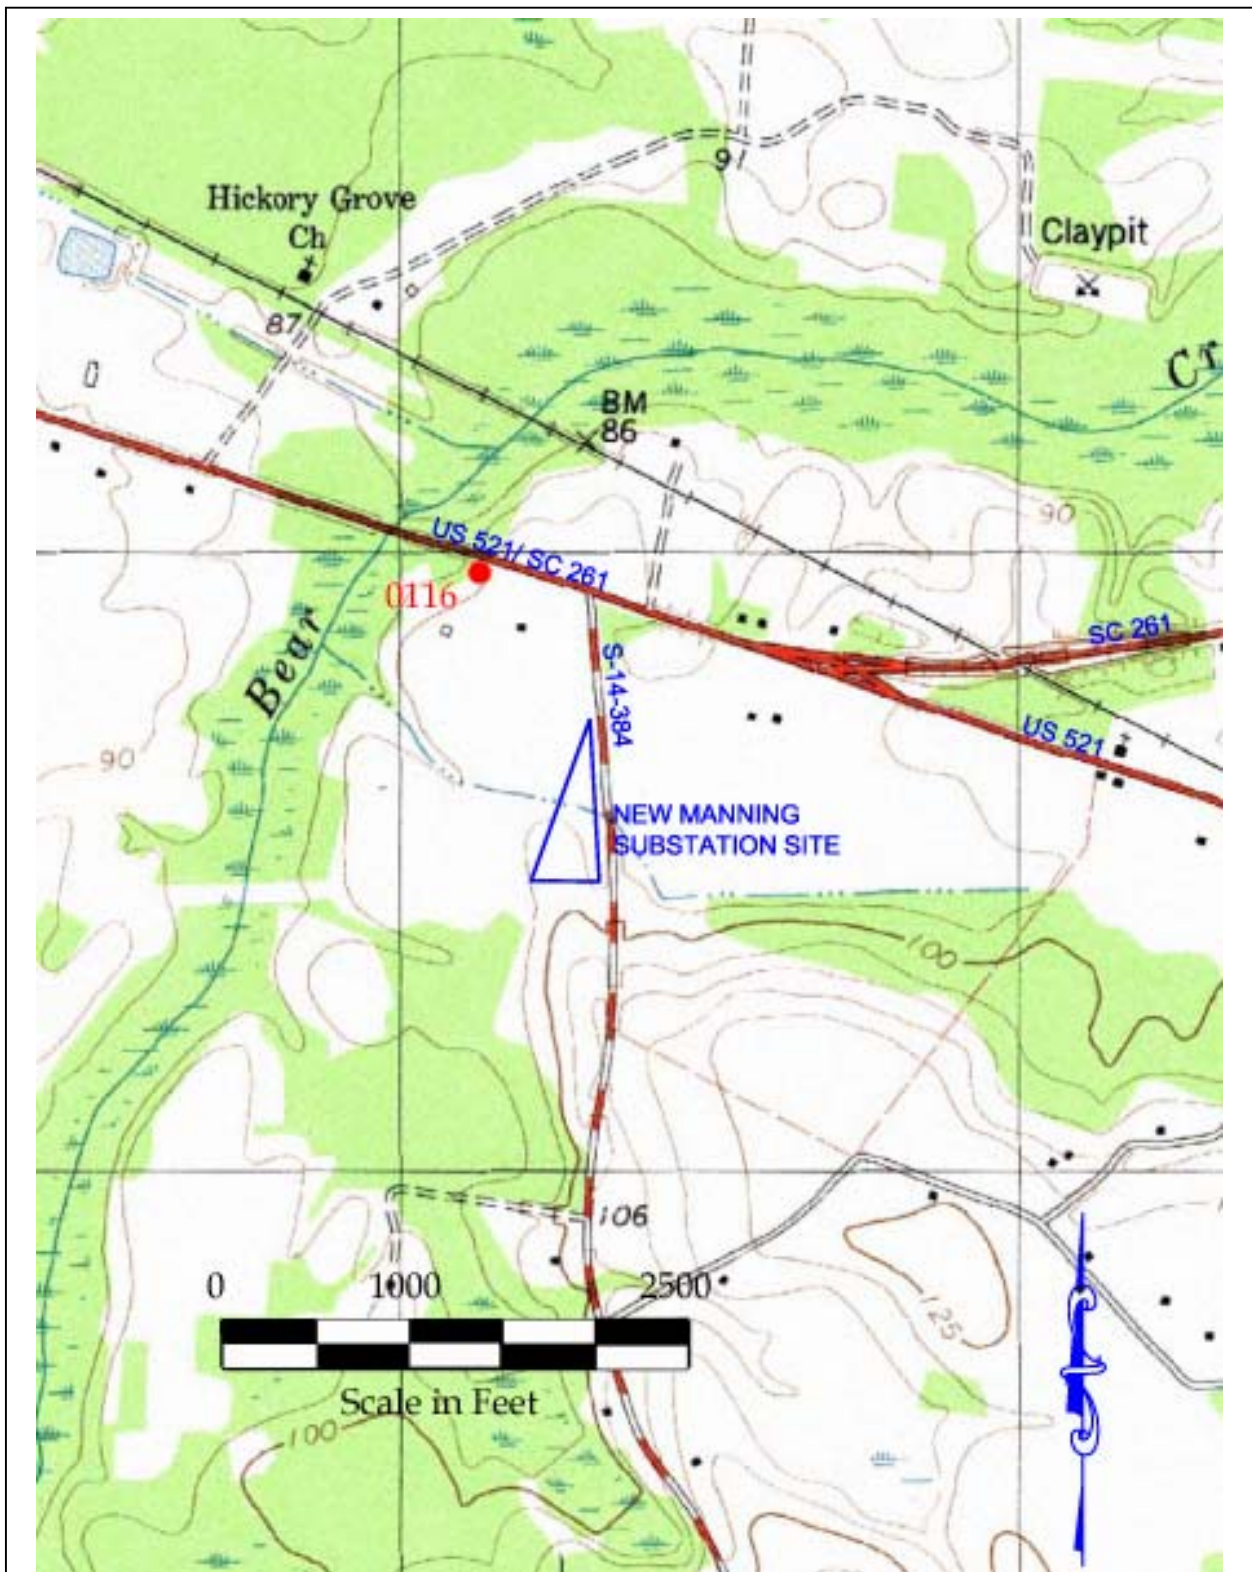 9
Hickory Grove
Ch
Claypit
87
BM
86
Cr
90
US 521/ SC 261
0116
SC 261
Bear
S-14-384
US 521
90
NEW MANNING
SUBSTATION SITE
100
106
0 1000 2500
125
Scale in Feet
100